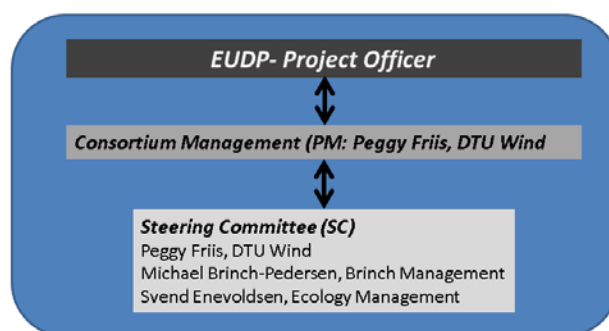 EUDP- Project Officer
Consortium Management (PM: Peggy Friis, DTU Wind
Steering Committee (SC)
Peggy Friis, DTU Wind
Michael Brinch-Pedersen, Brinch Management
Svend Enevoldsen, Ecology Management